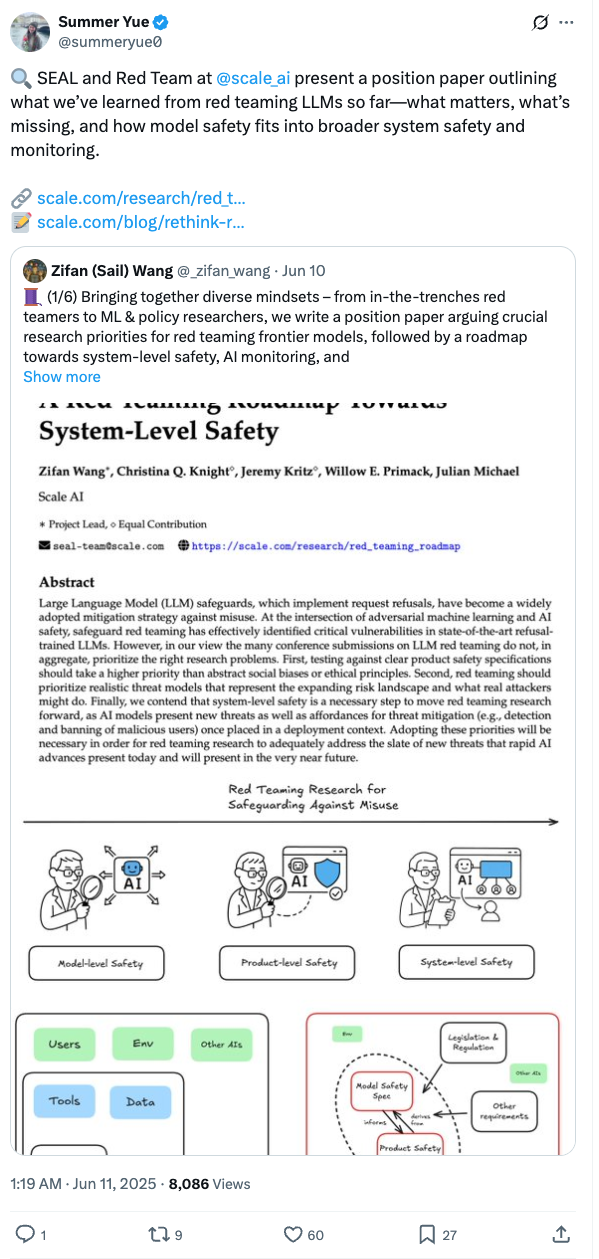 Summer Yue
@summeryue0
SEAL and Red Team at @scale_ai present a position paper outlining
what we've learned from red teaming LLMs so far—what matters, what's
missing, and how model safety fits into broader system safety and
monitoring.
scale.com/research/red_t…
scale.com/blog/rethink-r…
Zifan (Sail) Wang @_zifan_wang · Jun 10
(1/6) Bringing together diverse mindsets – from in-the-trenches red
teamers to ML & policy researchers, we write a position paper arguing crucial
research priorities for red teaming frontier models, followed by a roadmap
towards system-level safety, AI monitoring, and
Show more
A Red Teaming Roadmap Towards
System-Level Safety
Zifan Wang*, Christina Q. Knight◇, Jeremy Kritz◇, Willow E. Primack, Julian Michael
Scale AI
* Project Lead, ◇ Equal Contribution
seal-team@scale.com https://scale.com/research/red_teaming_roadmap
Abstract
Large Language Model (LLM) safeguards, which implement request refusals, have become a widely
adopted mitigation strategy against misuse. At the intersection of adversarial machine learning and AI
safety, safeguard red teaming has effectively identified critical vulnerabilities in state-of-the-art refusal-
trained LLMs. However, in our view the many conference submissions on LLM red teaming do not, in
aggregate, prioritize the right research problems. First, testing against clear product safety specifications
should take a higher priority than abstract social biases or ethical principles. Second, red teaming should
prioritize realistic threat models that represent the expanding risk landscape and what real attackers
might do. Finally, we contend that system-level safety is a necessary step to move red teaming research
forward, as AI models present new threats as well as affordances for threat mitigation (e.g., detection
and banning of malicious users) once placed in a deployment context. Adopting these priorities will be
necessary in order for red teaming research to adequately address the slate of new threats that rapid AI
advances present today and will present in the very near future.
Red Teaming Research for
Safeguarding Against Misuse
AI
AI
AI
Model-level Safety
Product-level Safety
System-level Safety
Users
Env
Other AIs
Tools
Data
Env
Legislation &
Regulation
Other AIs
Model Safety
Spec
Other
requirements
informs
derives
from
Product Safety
1:19 AM · Jun 11, 2025 · 8,086 Views
1
9
60
27